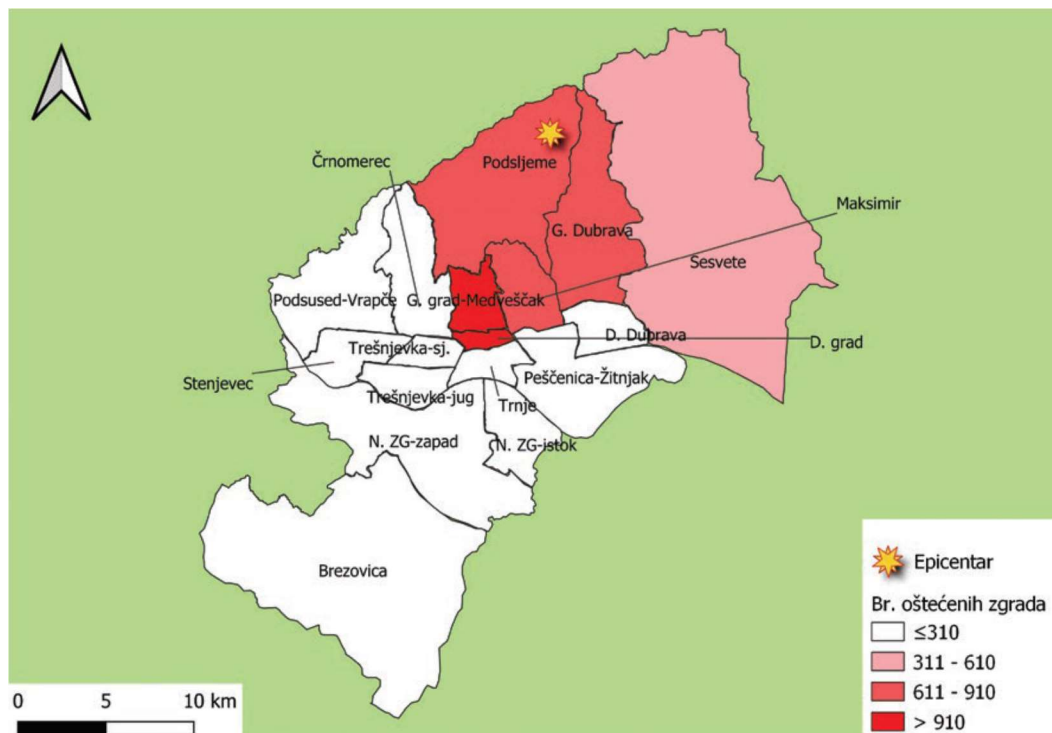 Črnomerec
Podsljeme
Maksimir
G. Dubrava
Sesvete
Podsused-Vrapče
G. grad-Medveščak
D. Dubrava
D. grad
Trešnjevka-sj.
Stenjevec
Peščenica-Žitnjak
Trešnjevka-jug
Trnje
N. ZG-zapad
N. ZG-istok
Brezovica
Epicentar
Br. oštećenih zgrada
≤310
311 - 610
611 - 910
> 910
0 5 10 km